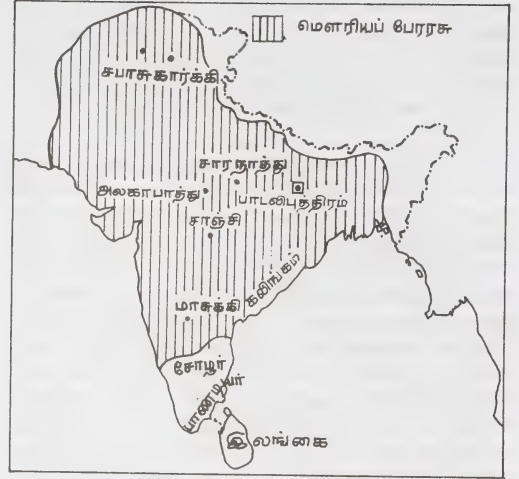 மௌரியப் பேரரசு
சபாசுகார்க்கி
சாரநாத்து
அலகாபாத்து
பாடலிபுத்திரம்
சாஞ்சி
கலிங்கம்
மாசுக்கி
சோழர்
பாண்டியர்
இலங்கை